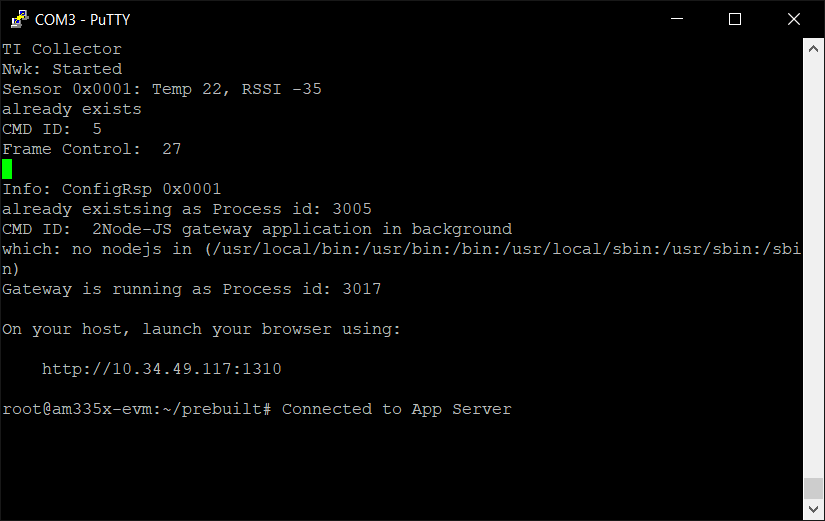 COM3 - PuTTY
TI Collector
Nwk: Started
Sensor 0x0001: Temp 22, RSSI -35
already exists
CMD ID:  5
Frame Control:  27
Info: ConfigRsp 0x0001
already existsing as Process id: 3005
CMD ID:  2Node-JS gateway application in background
which: no nodejs in (/usr/local/bin:/usr/bin:/bin:/usr/local/sbin:/usr/sbin:/sbi
n)
Gateway is running as Process id: 3017
On your host, launch your browser using:
http://10.34.49.117:1310
root@am335x-evm:~/prebuilt# Connected to App Server